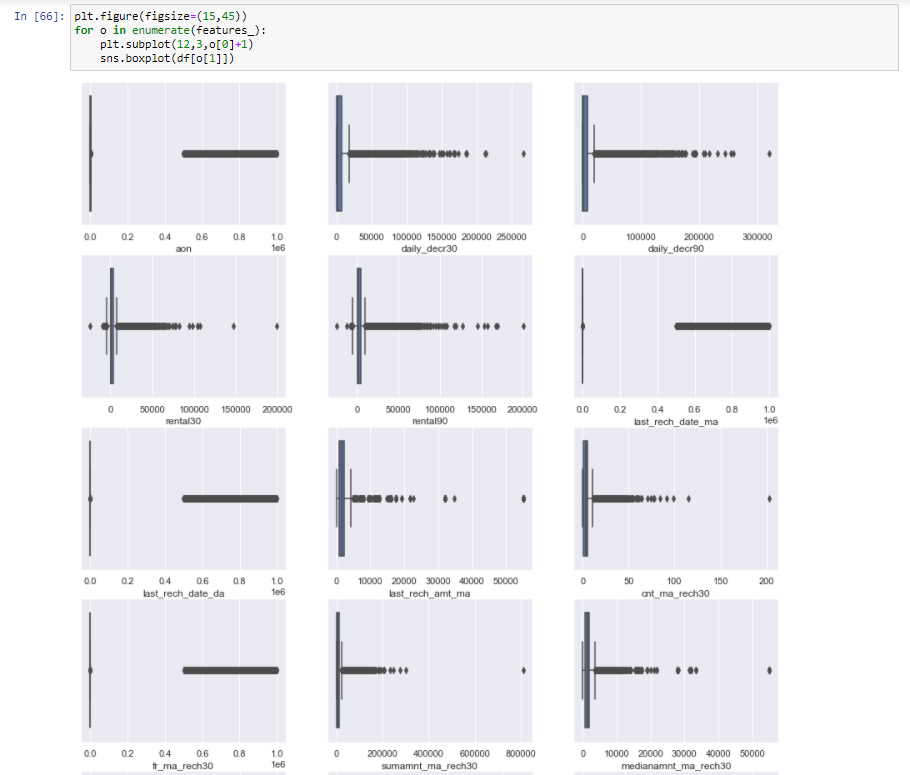 In [66]: plt.figure(figsize=(15,45))
for o in enumerate(features_):
plt.subplot(12,3,o[0]+1)
sns.boxplot(df[o[1]])
0.0 0.2 0.4 0.6 0.8 1.0
1e6
aon
0 50000 100000 150000 200000 250000
daily_decr30
0 100000 200000 300000
daily_decr90
0 50000 100000 150000 200000
rental30
0 50000 100000 150000 200000
rental90
0.0 0.2 0.4 0.6 0.8 1.0
1e6
last_rech_date_ma
0.0 0.2 0.4 0.6 0.8 1.0
1e6
last_rech_date_da
0 10000 20000 30000 40000 50000
last_rech_amt_ma
0 50 100 150 200
cnt_ma_rech30
0.0 0.2 0.4 0.6 0.8 1.0
1e6
fr_ma_rech30
0 200000 400000 600000 800000
sumamnt_ma_rech30
0 10000 20000 30000 40000 50000
medianamnt_ma_rech30